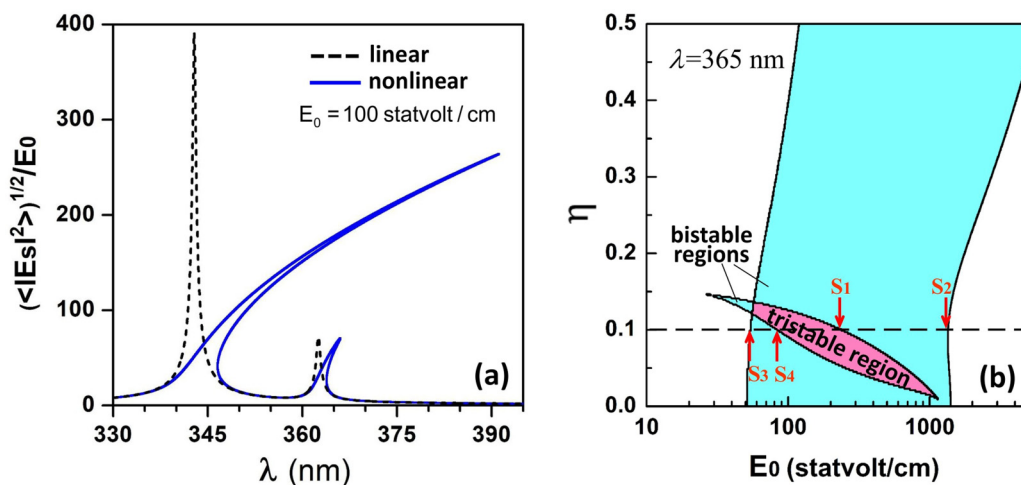 400
300
200
100
0
(<|Es|²>)¹/²/E0
linear
nonlinear
E₀ = 100 statvolt / cm
(a)
330 345 360 375 390
λ (nm)
0.5
0.4
0.3
0.2
0.1
0.0
η
λ=365 nm
bistable
regions
S1
S2
tristable region
S3
S4
(b)
10 100 1000
E0 (statvolt/cm)